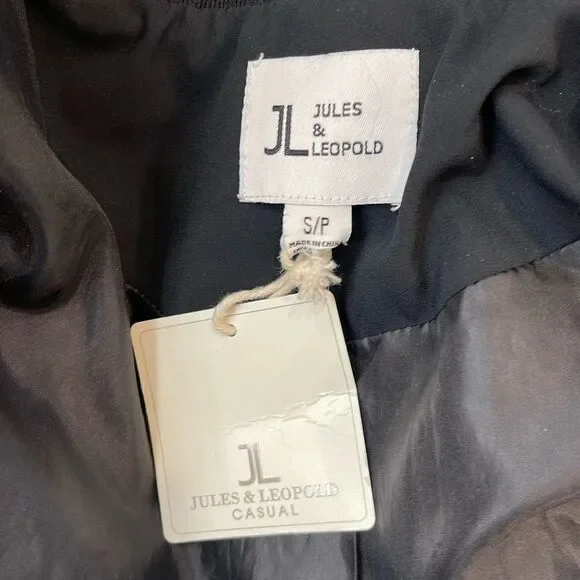 JL JULES
&
LEOPOLD
S/P
MADE IN CHINA
JL
JULES & LEOPOLD
CASUAL